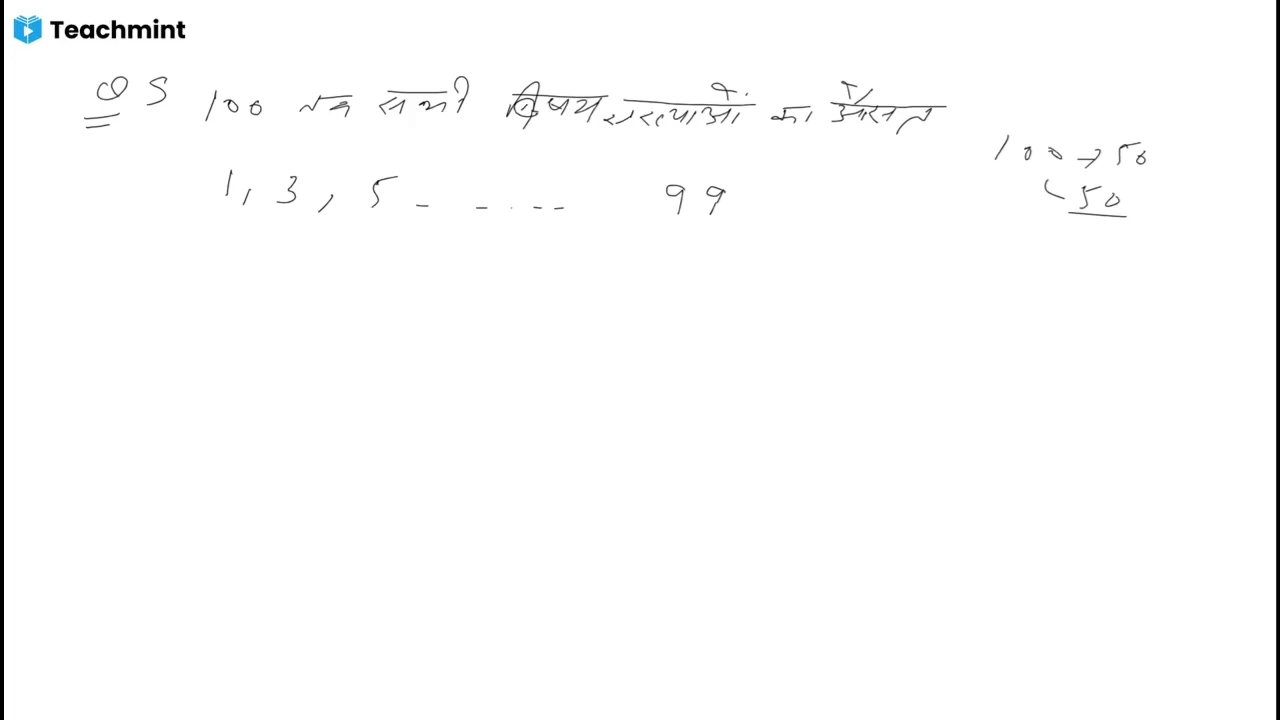 Teachmint
Q5 100 तक सभी विषम संख्याओं का औसत
100 → 50
50
1, 3, 5 - - - - - 99